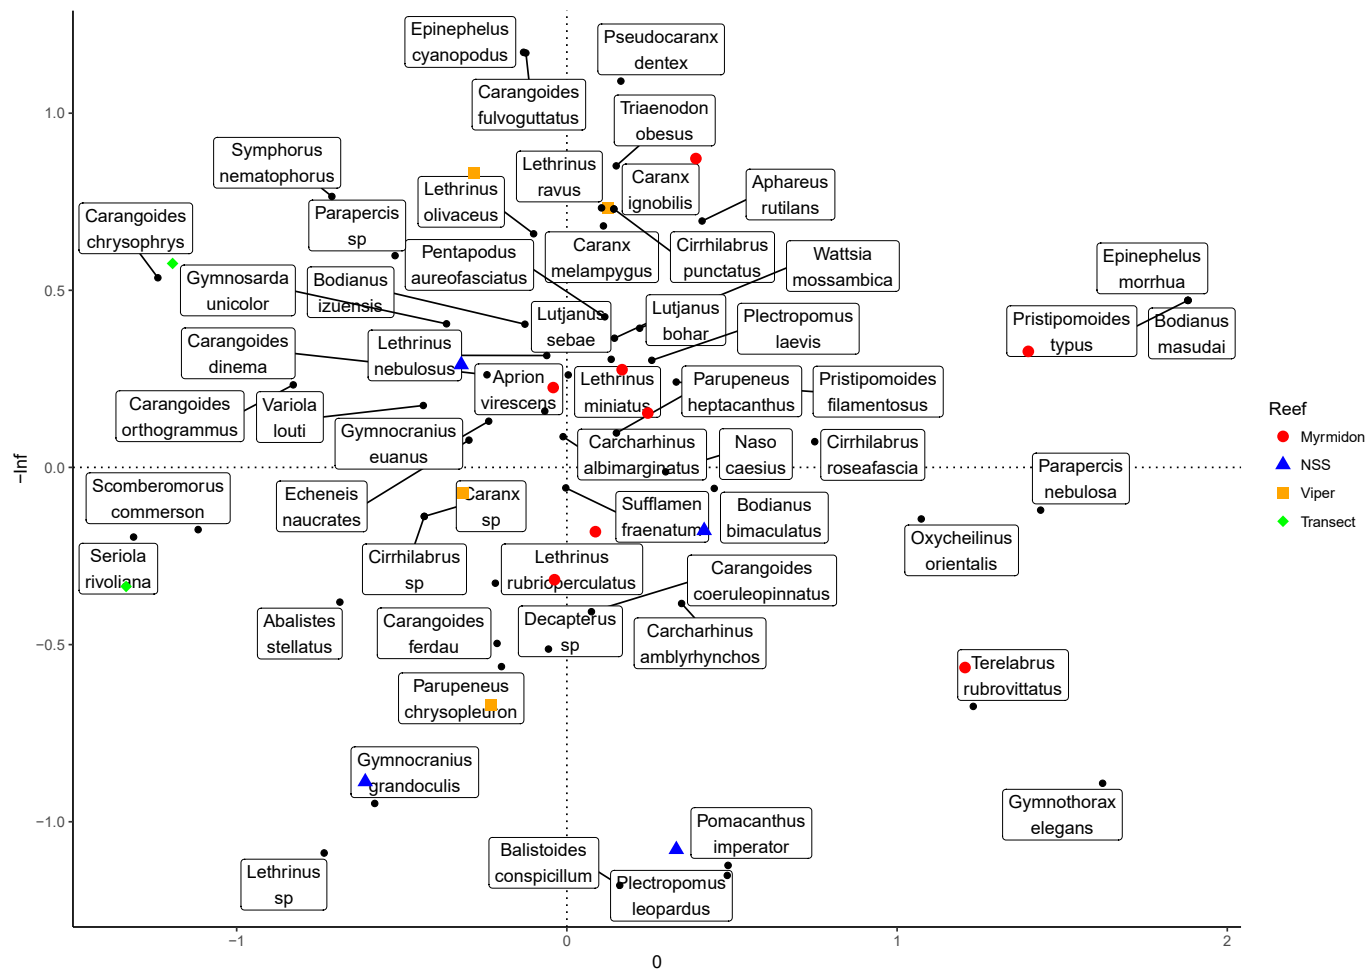 Epinephelus
cyanopodus
Pseudocaranx
dentex
Carangoides
fulvoguttatus
Triaenodon
obesus
1.0
Symphorus
nematophorus
Lethrinus
ravus
Caranx
ignobilis
Aphareus
rutilans
Lethrinus
olivaceus
Parapercis
sp
Carangoides
chrysophrys
Pentapodus
aureofasciatus
Caranx
melampygus
Cirrhilabrus
punctatus
Wattsia
mossambica
Epinephelus
morrhua
Gymnosarda
unicolor
Bodianus
izuensis
0.5
Lutjanus
sebae
Lutjanus
bohar
Plectropomus
laevis
Pristipomoides
typus
Bodianus
masudai
Carangoides
dinema
Lethrinus
nebulosus
Aprion
virescens
Lethrinus
miniatus
Parupeneus
heptacanthus
Pristipomoides
filamentosus
Carangoides
orthogrammus
Variola
louti
Gymnocranius
euanus
Carcharhinus
albimarginatus
Naso
caesius
Cirrhilabrus
roseafascia
Reef
Myrmidon
NSS
Viper
Transect
0.0
−Inf
Parapercis
nebulosa
Scomberomorus
commerson
Echeneis
naucrates
Caranx
sp
Sufflamen
fraenatum
Bodianus
bimaculatus
Oxycheilinus
orientalis
Seriola
rivoliana
Cirrhilabrus
sp
Lethrinus
rubrioperculatus
Carangoides
coeruleopinnatus
Abalistes
stellatus
Carangoides
ferdau
Decapterus
sp
Carcharhinus
amblyrhynchos
−0.5
Terelabrus
rubrovittatus
Parupeneus
chrysopleuron
Gymnocranius
grandoculis
Gymnothorax
elegans
−1.0
Pomacanthus
imperator
Balistoides
conspicillum
Lethrinus
sp
Plectropomus
leopardus
−1
0
1
2
0